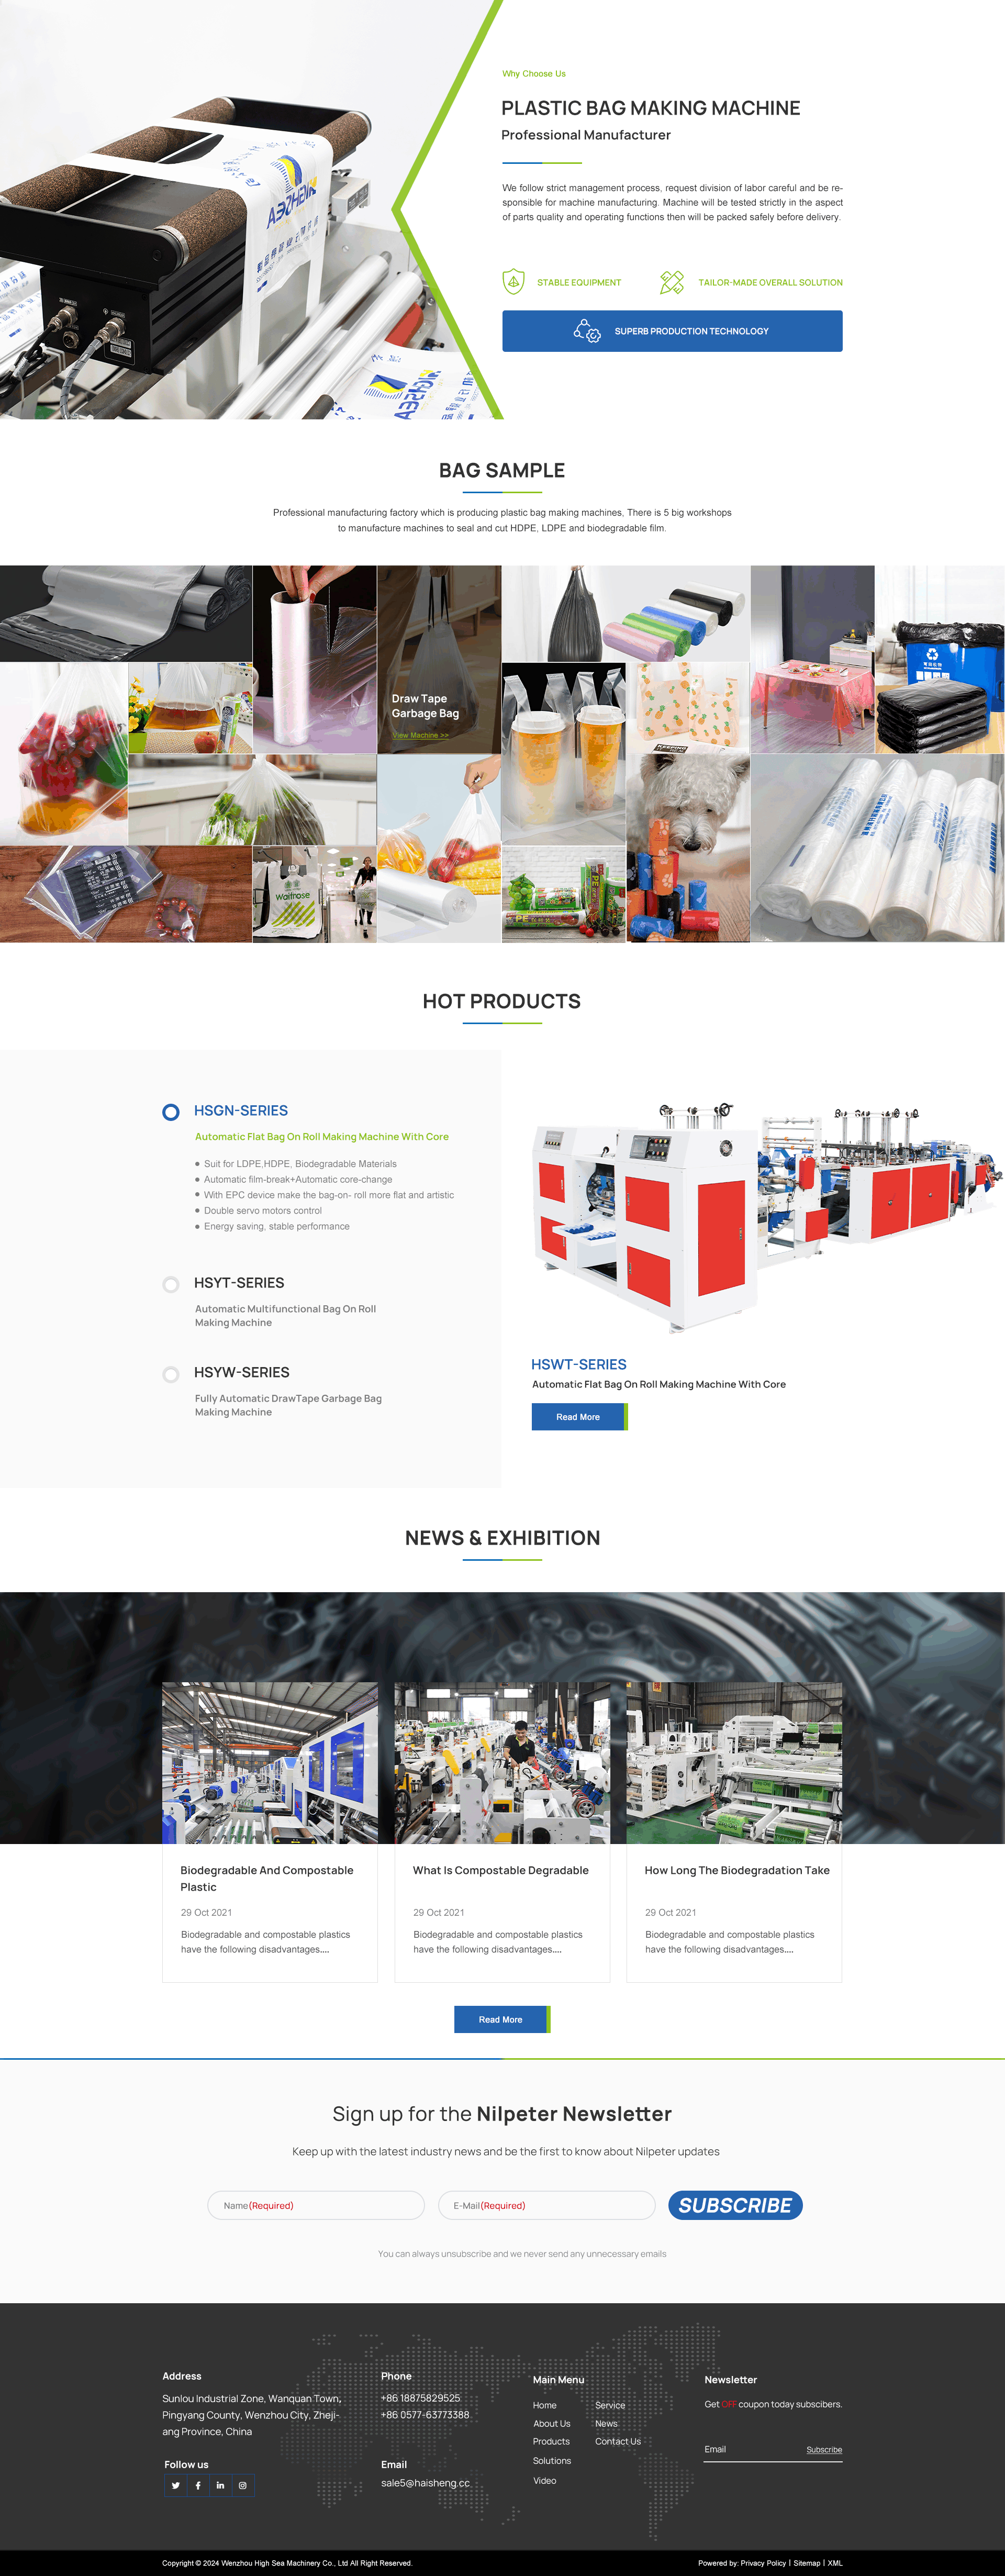 Why Choose Us
PLASTIC BAG MAKING MACHINE
Professional Manufacturer
We follow strict management process, request division of labor careful and be re-
sponsible for machine manufacturing. Machine will be tested strictly in the aspect
of parts quality and operating functions then will be packed safely before delivery.
STABLE EQUIPMENT
TAILOR-MADE OVERALL SOLUTION
SUPERB PRODUCTION TECHNOLOGY
BAG SAMPLE
Professional manufacturing factory which is producing plastic bag making machines, There is 5 big workshops
to manufacture machines to seal and cut HDPE, LDPE and biodegradable film.
Draw Tape
Garbage Bag
View Machine >>
KEEPING
Waitrose
PE
PE
HOT PRODUCTS
HSGN-SERIES
Automatic Flat Bag On Roll Making Machine With Core
Suit for LDPE,HDPE, Biodegradable Materials
Automatic film-break+Automatic core-change
With EPC device make the bag-on- roll more flat and artistic
Double servo motors control
Energy saving, stable performance
HSYT-SERIES
Automatic Multifunctional Bag On Roll
Making Machine
HSYW-SERIES
Fully Automatic DrawTape Garbage Bag
Making Machine
HSWT-SERIES
Automatic Flat Bag On Roll Making Machine With Core
Read More
NEWS & EXHIBITION
Biodegradable And Compostable
Plastic
29 Oct 2021
Biodegradable and compostable plastics
have the following disadvantages....
What Is Compostable Degradable
29 Oct 2021
Biodegradable and compostable plastics
have the following disadvantages....
How Long The Biodegradation Take
29 Oct 2021
Biodegradable and compostable plastics
have the following disadvantages....
Read More
Sign up for the Nilpeter Newsletter
Keep up with the latest industry news and be the first to know about Nilpeter updates
Name(Required)
E-Mail(Required)
SUBSCRIBE
You can always unsubscribe and we never send any unnecessary emails
Address
Sunlou Industrial Zone, Wanquan Town,
Pingyang County, Wenzhou City, Zheji-
ang Province, China
Follow us
Phone
+86 18875829525
+86 0577-63773388
Email
sale5@haisheng.cc
Main Menu
Home
Service
About Us
News
Products
Contact Us
Solutions
Video
Newsletter
Get OFF coupon today subscibers.
Email
Subscribe
Copyright © 2024 Wenzhou High Sea Machinery Co., Ltd All Right Reserved.
Powered by: Privacy Policy | Sitemap | XML